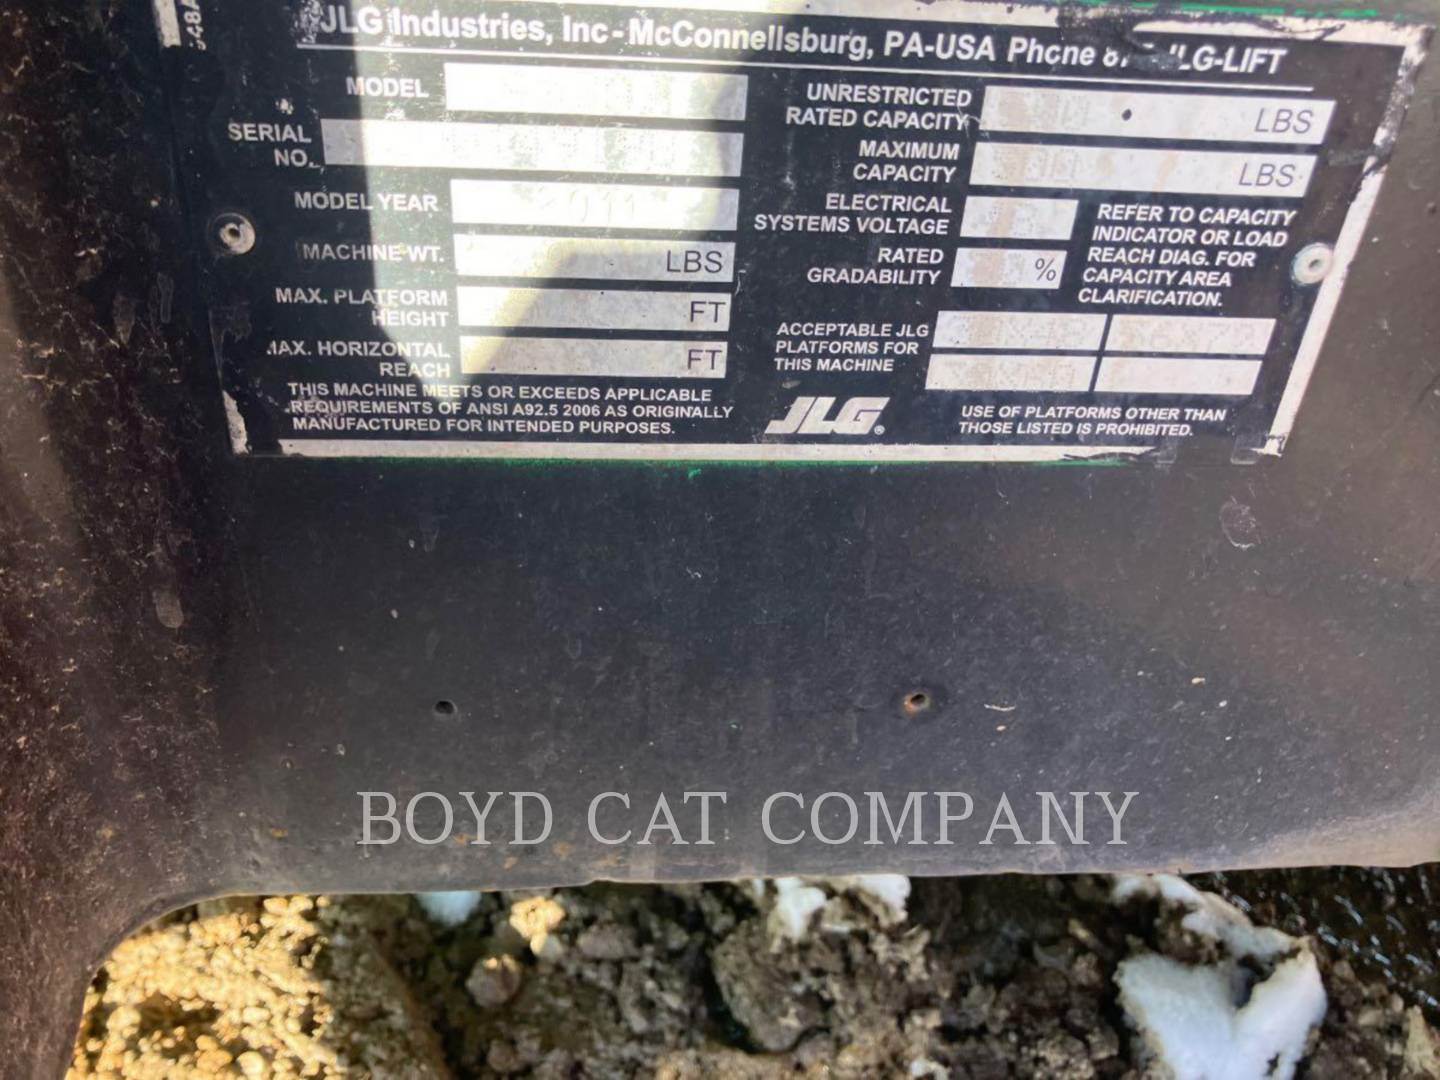 JLG Industries, Inc - McConnellsburg, PA-USA Phone JLG-LIFT
MODEL
SERIAL
NO.
MODEL YEAR 2011
MACHINE WT. LBS
MAX. PLATFORM
HEIGHT FT
MAX. HORIZONTAL
REACH FT
THIS MACHINE MEETS OR EXCEEDS APPLICABLE
REQUIREMENTS OF ANSI A92.5 2006 AS ORIGINALLY
MANUFACTURED FOR INTENDED PURPOSES.
UNRESTRICTED
RATED CAPACITY LBS
MAXIMUM
CAPACITY LBS
ELECTRICAL
SYSTEMS VOLTAGE
RATED
GRADABILITY %
REFER TO CAPACITY
INDICATOR OR LOAD
REACH DIAG. FOR
CAPACITY AREA
CLARIFICATION.
ACCEPTABLE JLG
PLATFORMS FOR
THIS MACHINE
JLG
USE OF PLATFORMS OTHER THAN
THOSE LISTED IS PROHIBITED.
BOYD CAT COMPANY